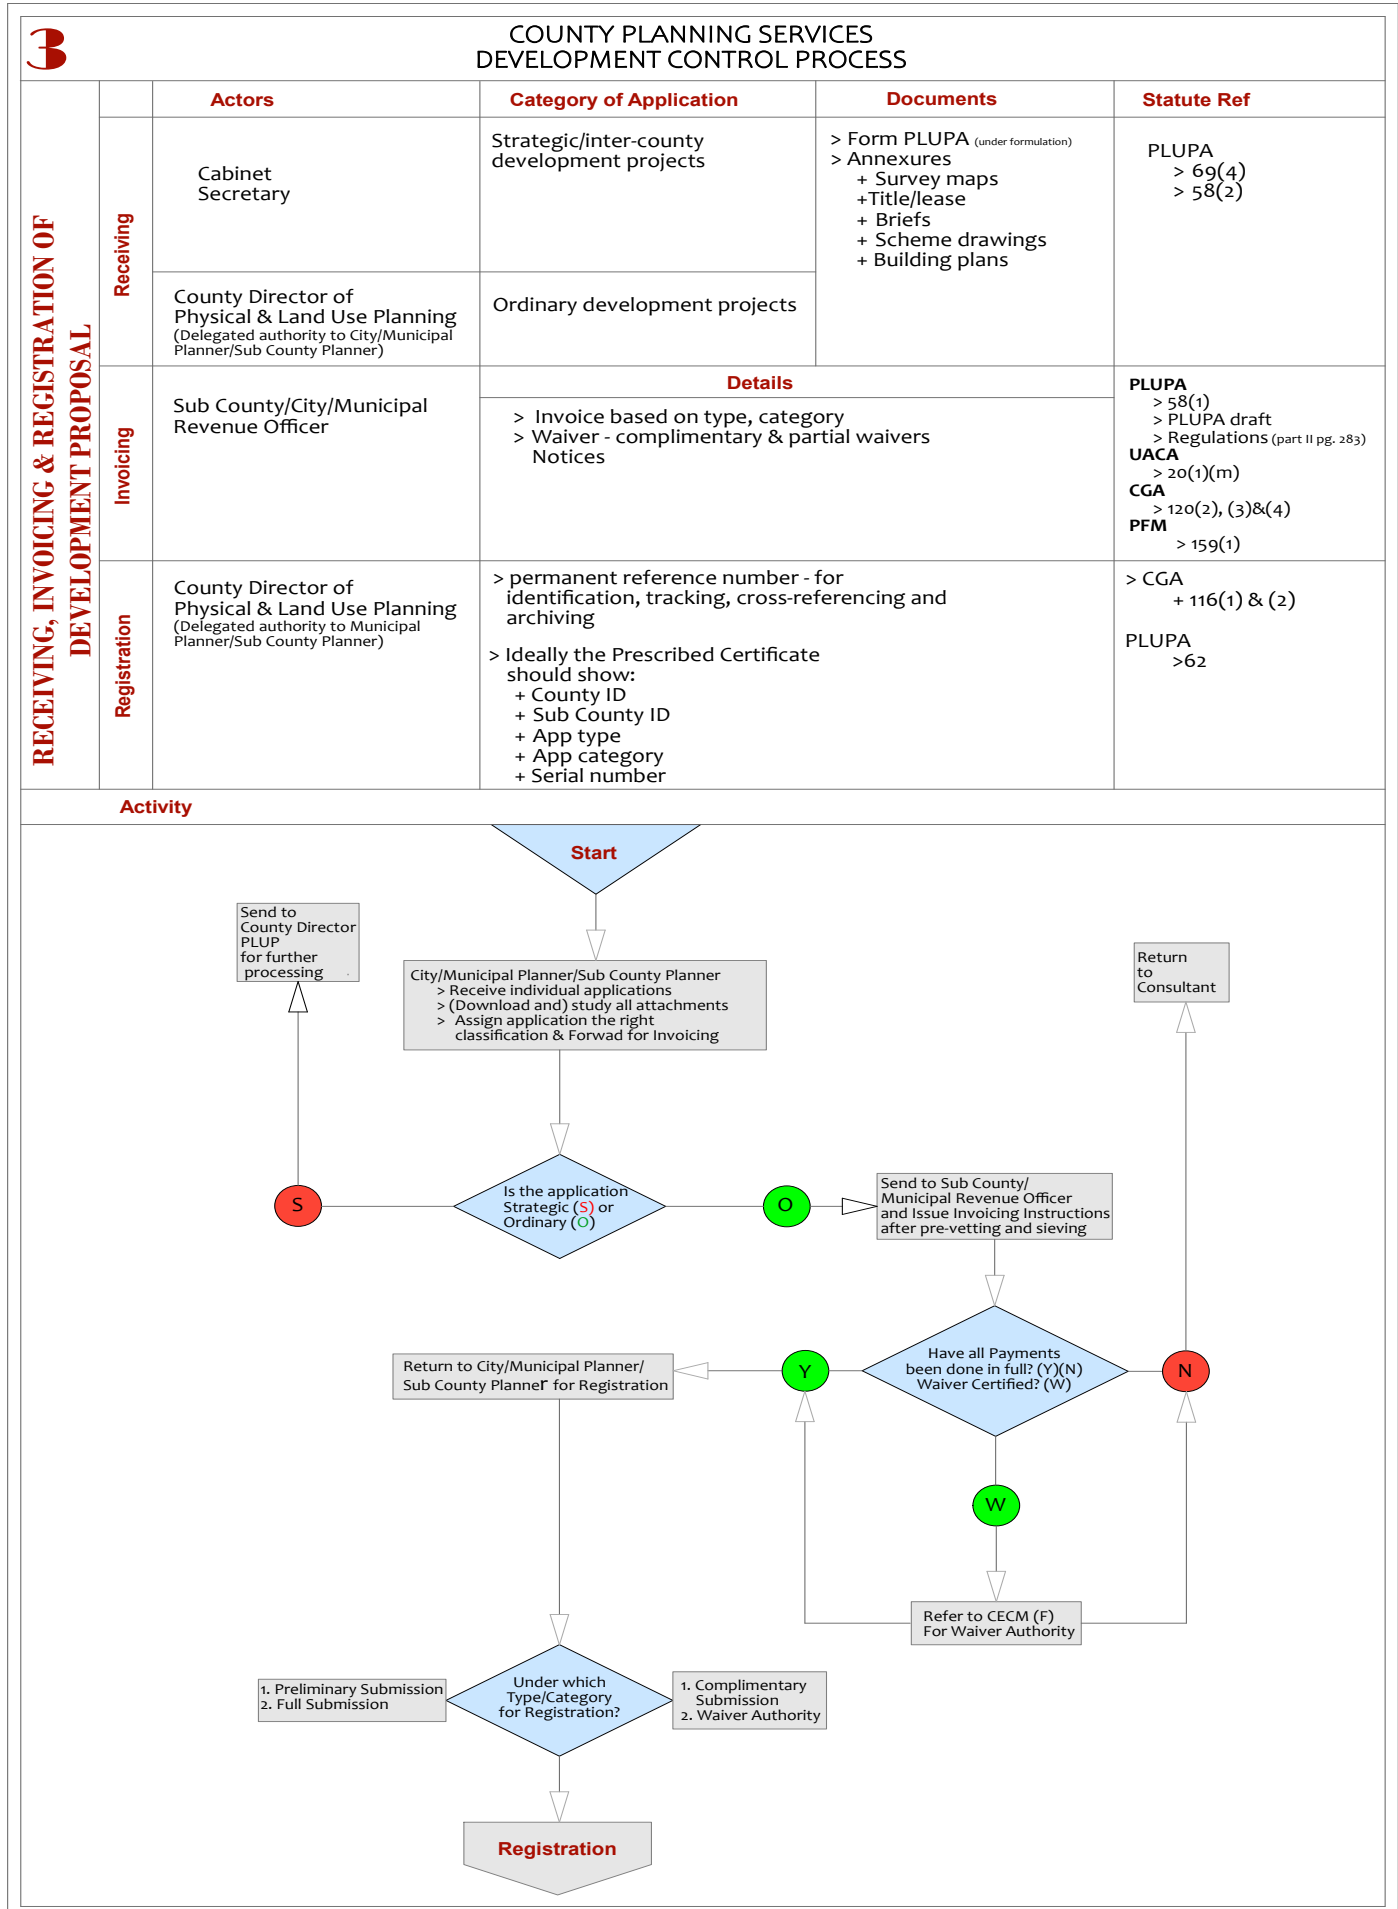 3
COUNTY PLANNING SERVICES
DEVELOPMENT CONTROL PROCESS
RECEIVING, INVOICING & REGISTRATION OF
DEVELOPMENT PROPOSAL
Actors
Category of Application
Documents
Statute Ref
Receiving
Cabinet
Secretary
Strategic/inter-county
development projects
> Form PLUPA (under formulation)
> Annexures
+ Survey maps
+Title/lease
+ Briefs
+ Scheme drawings
+ Building plans
PLUPA
> 69(4)
> 58(2)
County Director of
Physical & Land Use Planning
(Delegated authority to City/Municipal
Planner/Sub County Planner)
Ordinary development projects
Invoicing
Sub County/City/Municipal
Revenue Officer
Details
> Invoice based on type, category
> Waiver - complimentary & partial waivers
Notices
PLUPA
> 58(1)
> PLUPA draft
> Regulations (part II pg. 283)
UACA
> 20(1)(m)
CGA
> 120(2), (3)&(4)
PFM
> 159(1)
Registration
County Director of
Physical & Land Use Planning
(Delegated authority to Municipal
Planner/Sub County Planner)
> permanent reference number - for
identification, tracking, cross-referencing and
archiving
> Ideally the Prescribed Certificate
should show:
+ County ID
+ Sub County ID
+ App type
+ App category
+ Serial number
> CGA
+ 116(1) & (2)
PLUPA
>62
Activity
Start
Send to
County Director
PLUP
for further
processing
City/Municipal Planner/Sub County Planner
> Receive individual applications
> (Download and) study all attachments
> Assign application the right
classification & Forwad for Invoicing
Return
to
Consultant
S
Is the application
Strategic (S) or
Ordinary (O)
O
Send to Sub County/
Municipal Revenue Officer
and Issue Invoicing Instructions
after pre-vetting and sieving
Return to City/Municipal Planner/
Sub County Planner for Registration
Y
Have all Payments
been done in full? (Y)(N)
Waiver Certified? (W)
N
W
Refer to CECM (F)
For Waiver Authority
1. Preliminary Submission
2. Full Submission
Under which
Type/Category
for Registration?
1. Complimentary
Submission
2. Waiver Authority
Registration